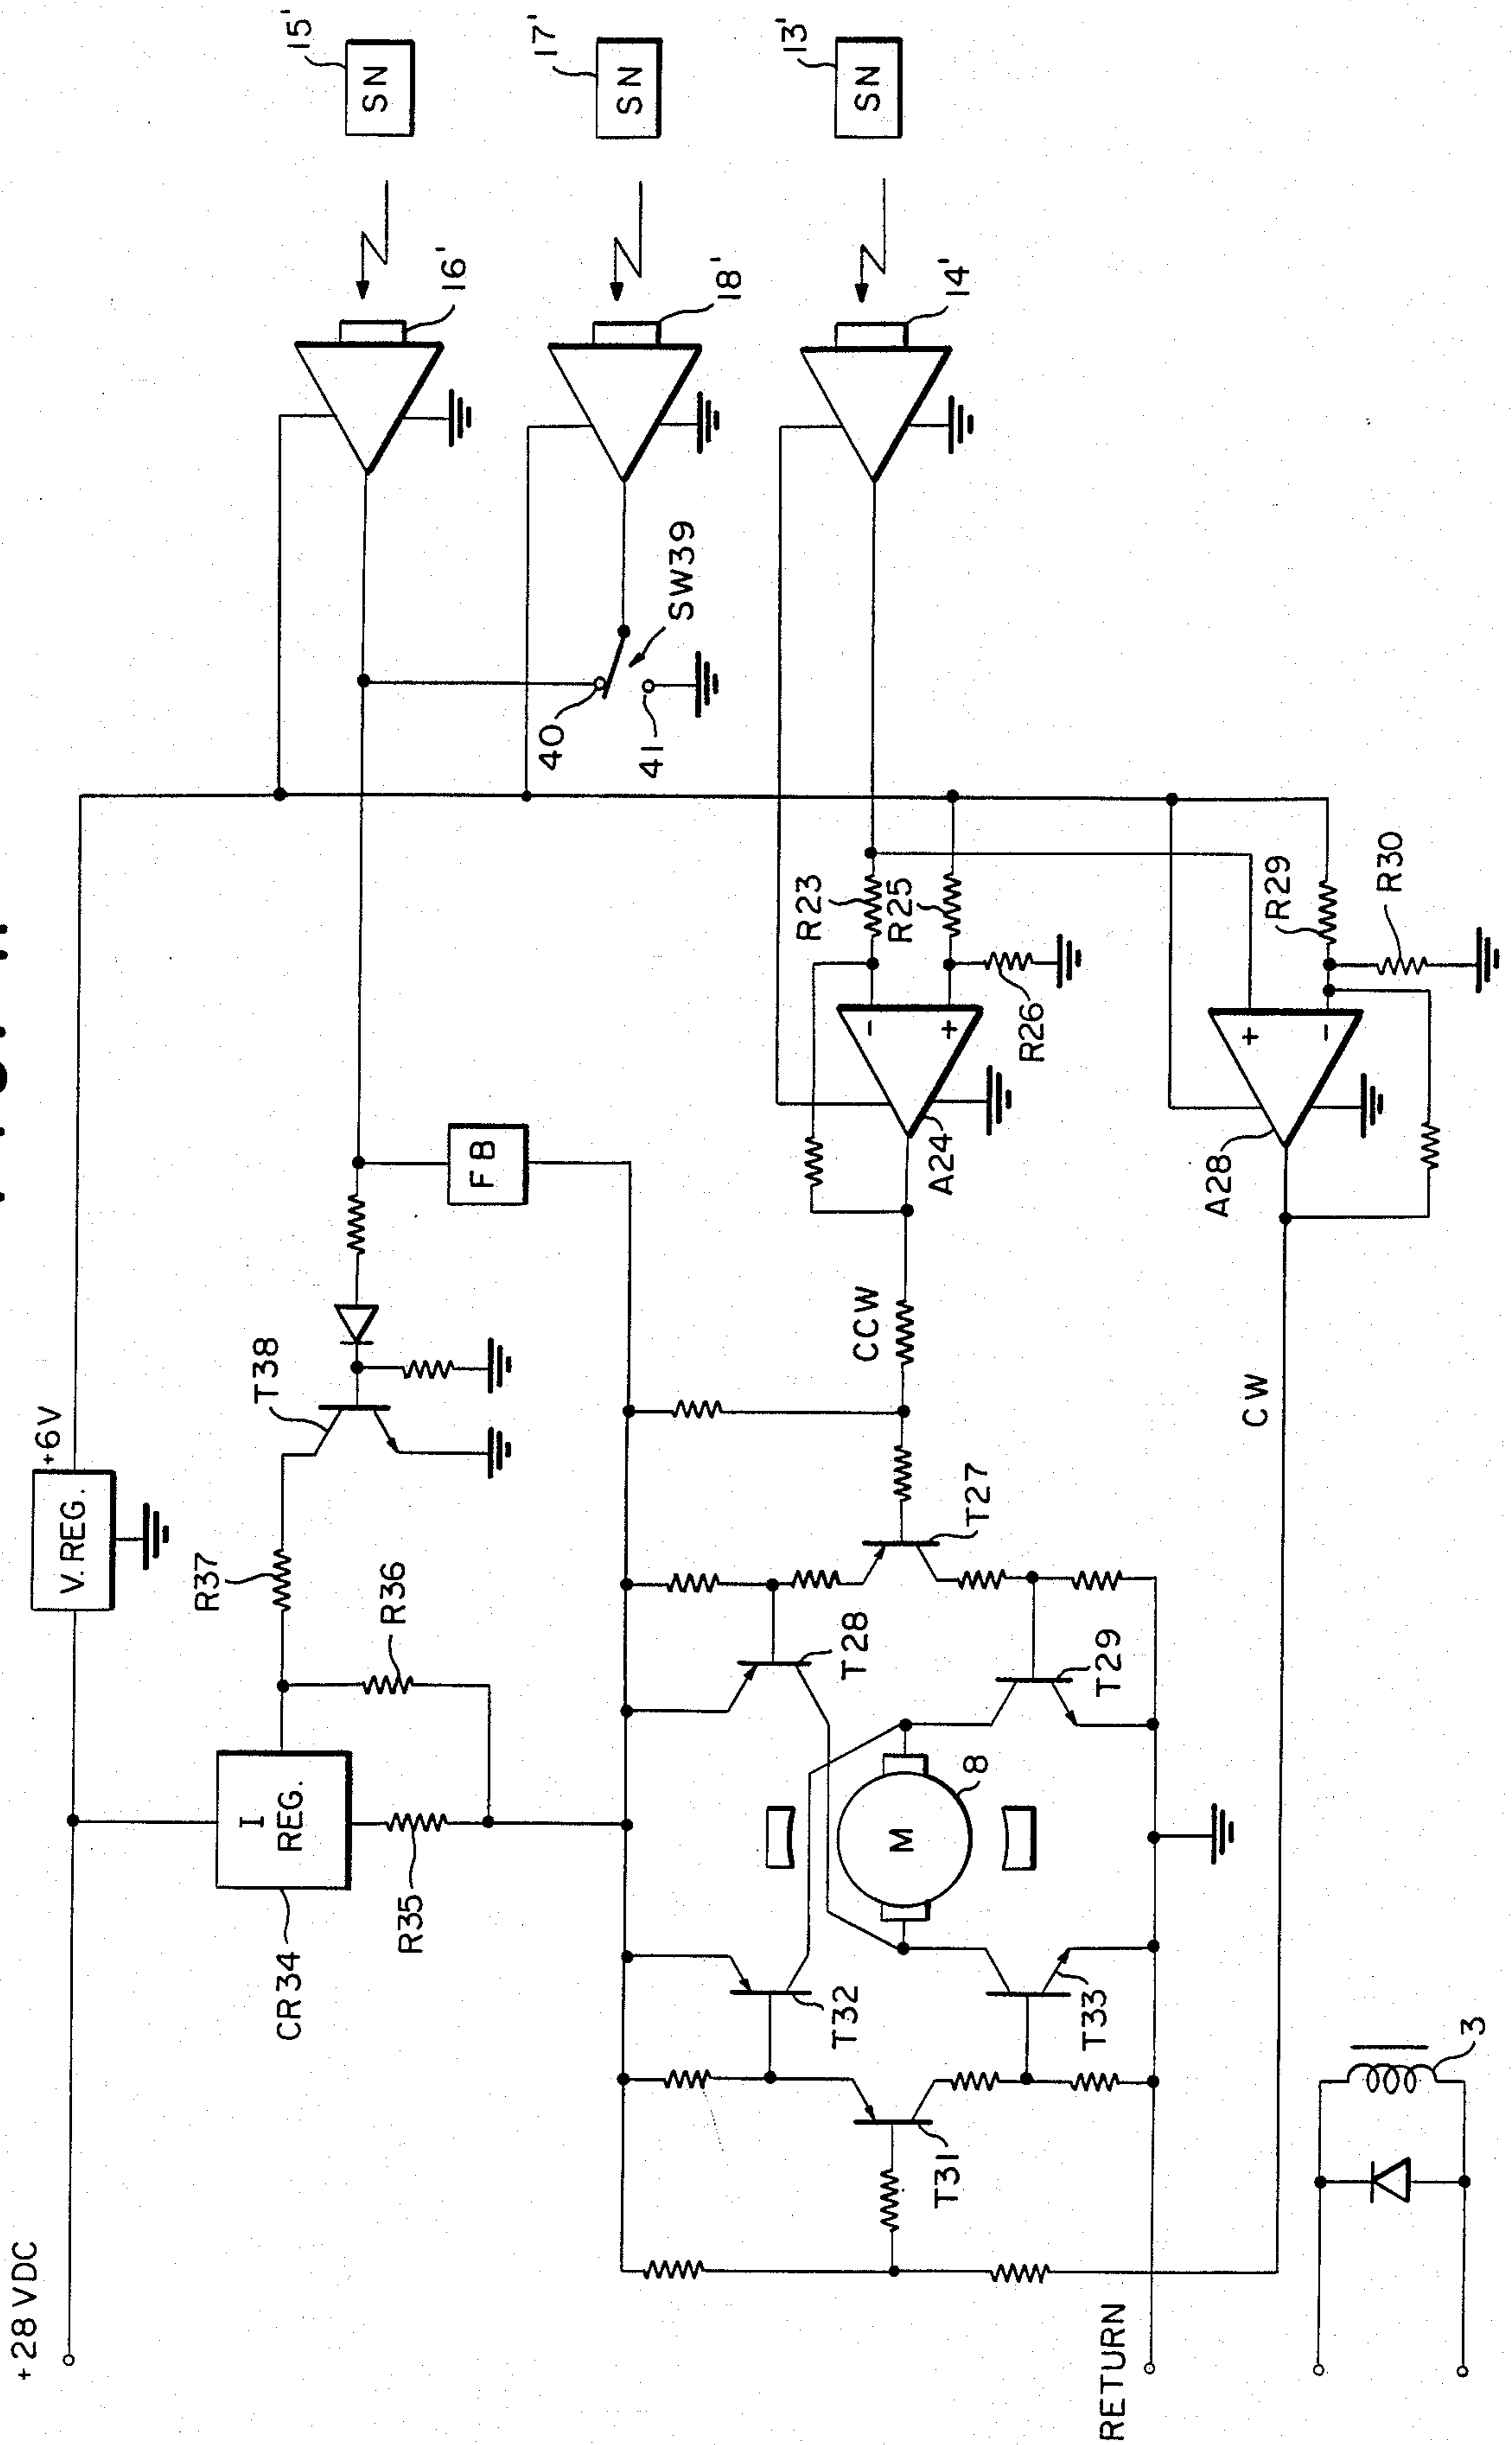 +28 VDC
V. REG.
+6V
I
REG.
CR34
R35
R36
R37
T38
FB
40
41
SW39
16'
18'
14'
15'
SN
17'
SN
13'
SN
R23
R25
R26
A24
R29
R30
A28
CCW
CW
T27
T28
T29
M
8
T32
T33
T31
RETURN
3